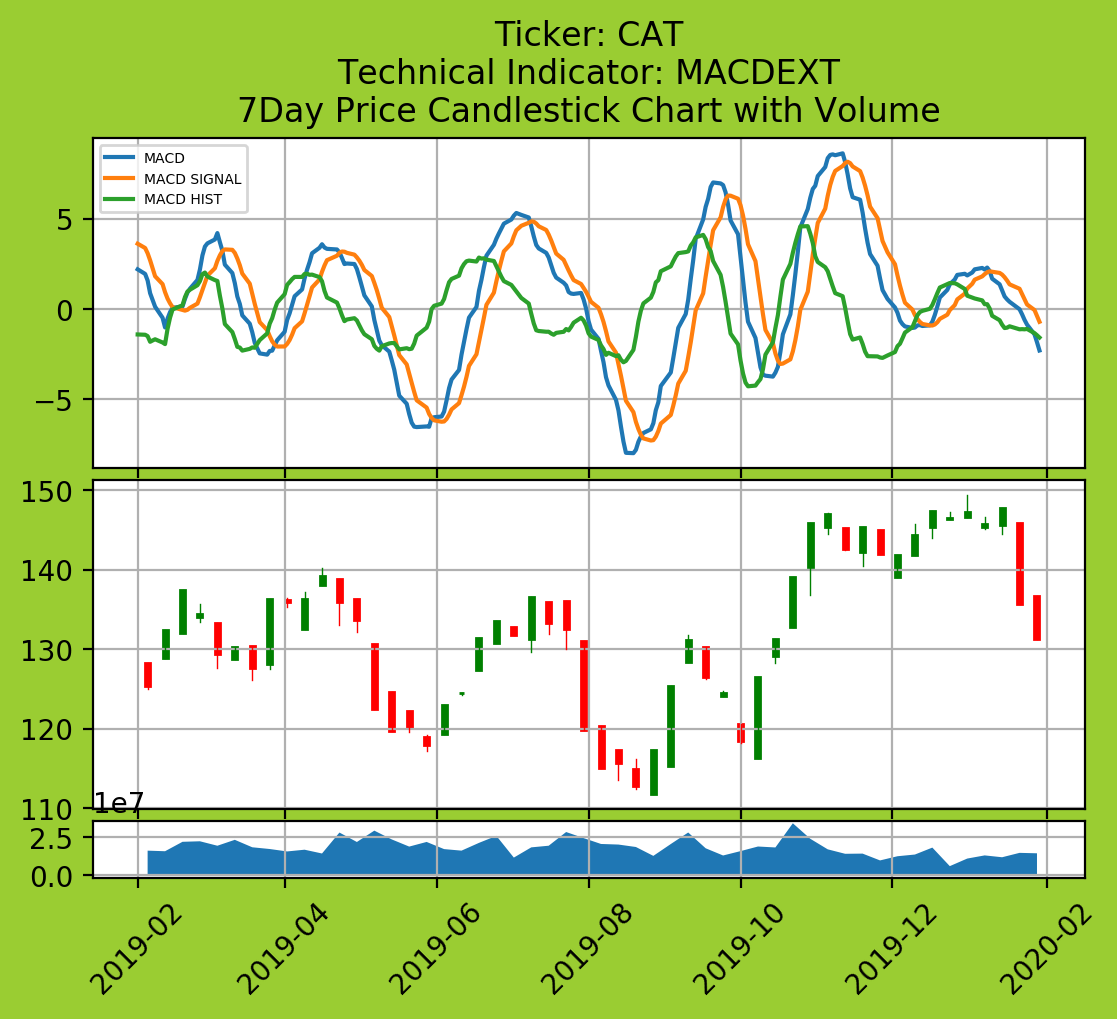 Ticker: CAT
Technical Indicator: MACDEXT
7Day Price Candlestick Chart with Volume
MACD
MACD SIGNAL
MACD HIST
5
0
−5
150
140
130
120
110
1e7
2.5
0.0
2019-02
2019-04
2019-06
2019-08
2019-10
2019-12
2020-02